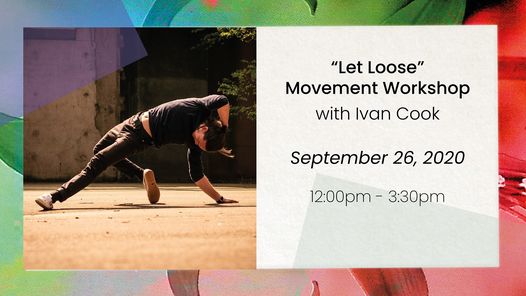 “Let Loose”
Movement Workshop
with Ivan Cook
September 26, 2020
12:00pm - 3:30pm